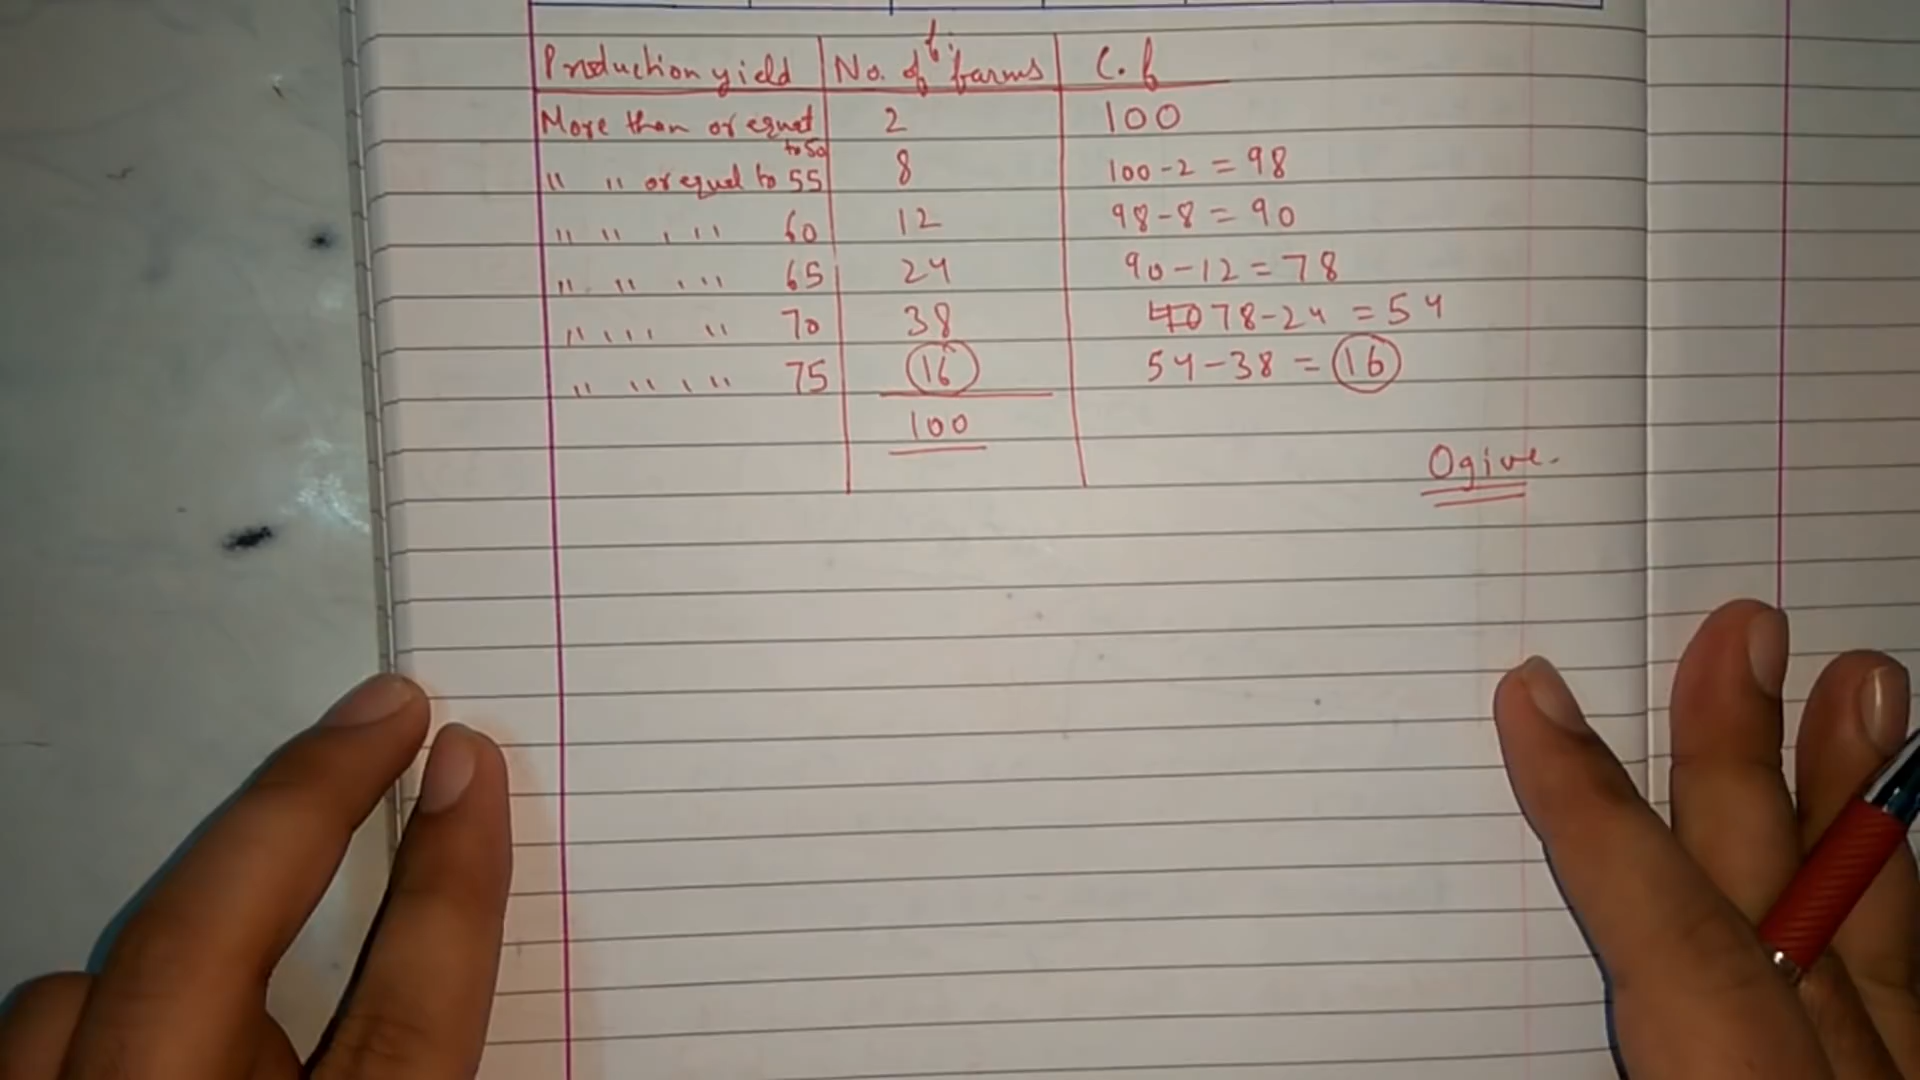 Production yield No. of farms C.f
f.
More than or equal to 50 2 100
" " or equal to 55 8 100-2 = 98
" " " " 60 12 98-8 = 90
" " " " 65 24 90-12 = 78
" " " " 70 38 78-24 = 54
" " " " 75 16 54-38 = 16
100
Ogive.